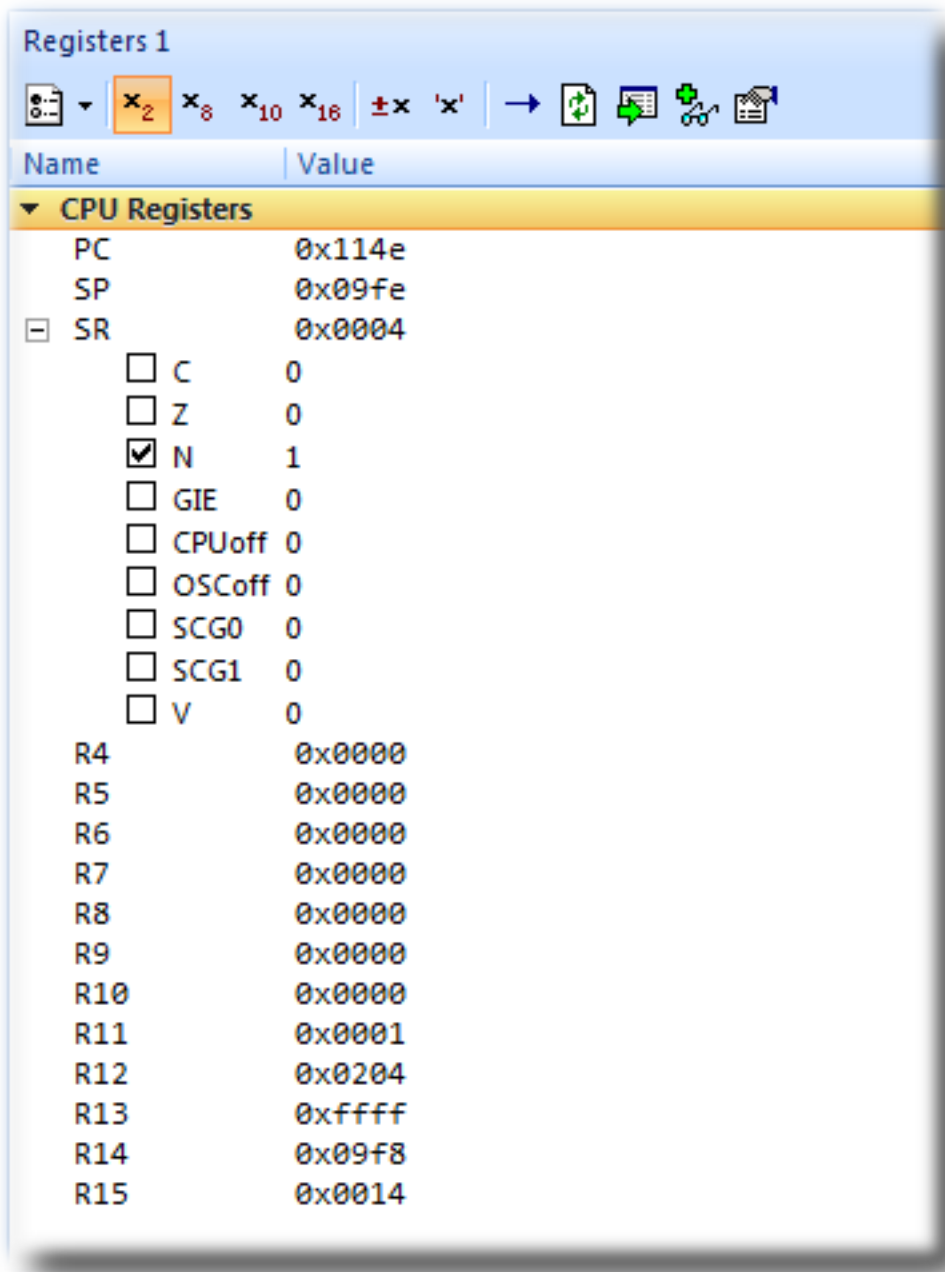 Registers 1
x2 x8 x10 x16 ±x 'x'
Name Value
CPU Registers
PC 0x114e
SP 0x09fe
SR 0x0004
C 0
Z 0
N 1
GIE 0
CPUoff 0
OSCoff 0
SCG0 0
SCG1 0
V 0
R4 0x0000
R5 0x0000
R6 0x0000
R7 0x0000
R8 0x0000
R9 0x0000
R10 0x0000
R11 0x0001
R12 0x0204
R13 0xffff
R14 0x09f8
R15 0x0014